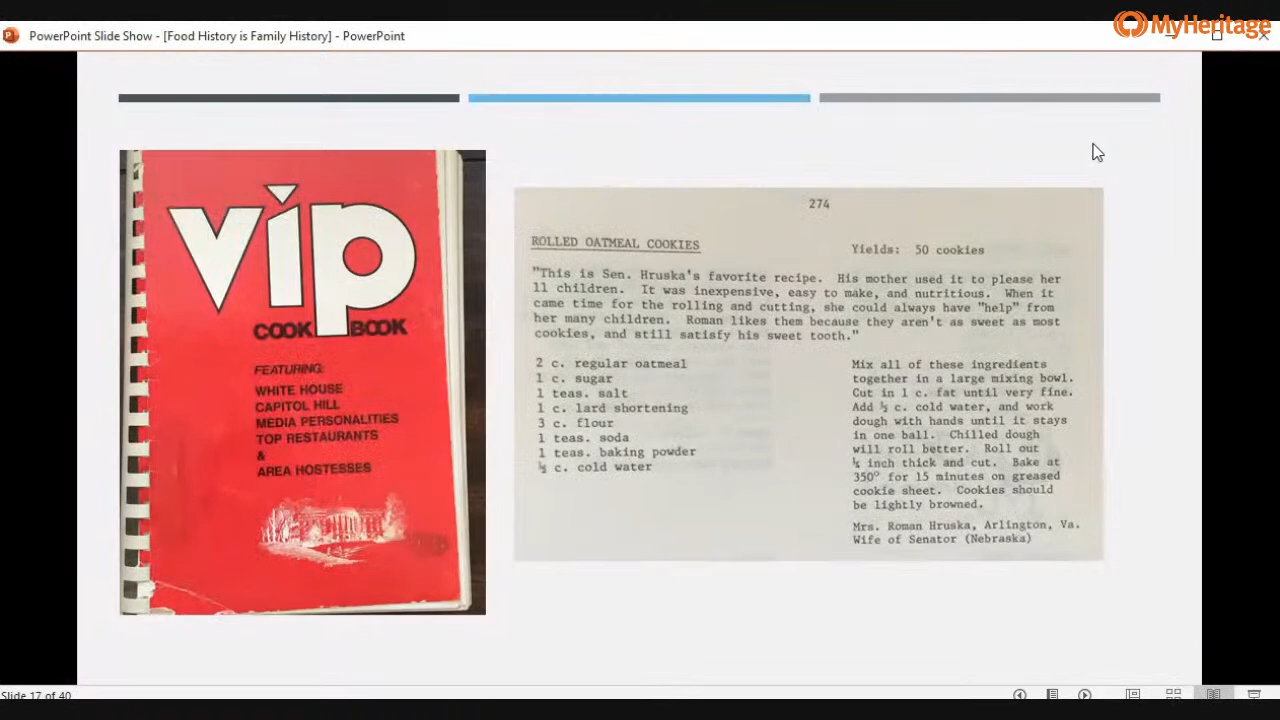 PowerPoint Slide Show - [Food History is Family History] - PowerPoint
MyHeritage
vip
COOK BOOK
FEATURING:
WHITE HOUSE
CAPITOL HILL
MEDIA PERSONALITIES
TOP RESTAURANTS
&
AREA HOSTESSES
274
ROLLED OATMEAL COOKIES
Yields: 50 cookies
"This is Sen. Hruska's favorite recipe. His mother used it to please her
11 children. It was inexpensive, easy to make, and nutritious. When it
came time for the rolling and cutting, she could always have "help" from
her many children. Roman likes them because they aren't as sweet as most
cookies, and still satisfy his sweet tooth."
2 c. regular oatmeal
1 c. sugar
1 teas. salt
1 c. lard shortening
3 c. flour
1 teas. soda
1 teas. baking powder
c. cold water
Mix all of these ingredients
together in a large mixing bowl.
Cut in 1 c. fat until very fine.
Add c. cold water, and work
dough with hands until it stays
in one ball. Chilled dough
will roll better. Roll out
inch thick and cut. Bake at
350° for 15 minutes on greased
cookie sheet. Cookies should
be lightly browned.
Mrs. Roman Hruska, Arlington, Va.
Wife of Senator (Nebraska)
Slide 17 of 40